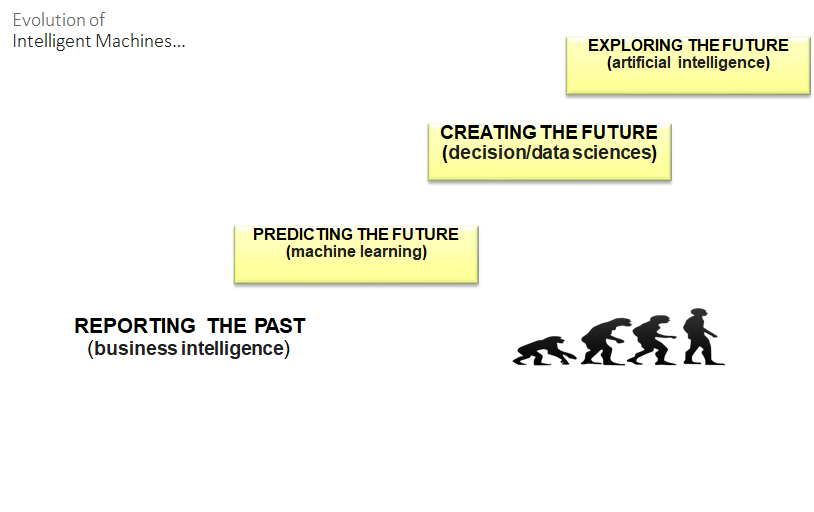 Evolution of
Intelligent Machines...
EXPLORING THE FUTURE
(artificial intelligence)
CREATING THE FUTURE
(decision/data sciences)
PREDICTING THE FUTURE
(machine learning)
REPORTING THE PAST
(business intelligence)